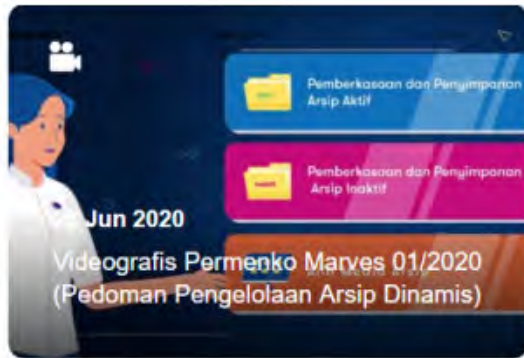 Pemberkasaan dan Penyimpanan
Arsip Aktif
Pemberkasaan dan Penyimpanan
Arsip Inaktif
Jun 2020
Videografis Permenko Marves 01/2020
(Pedoman Pengelolaan Arsip Dinamis)